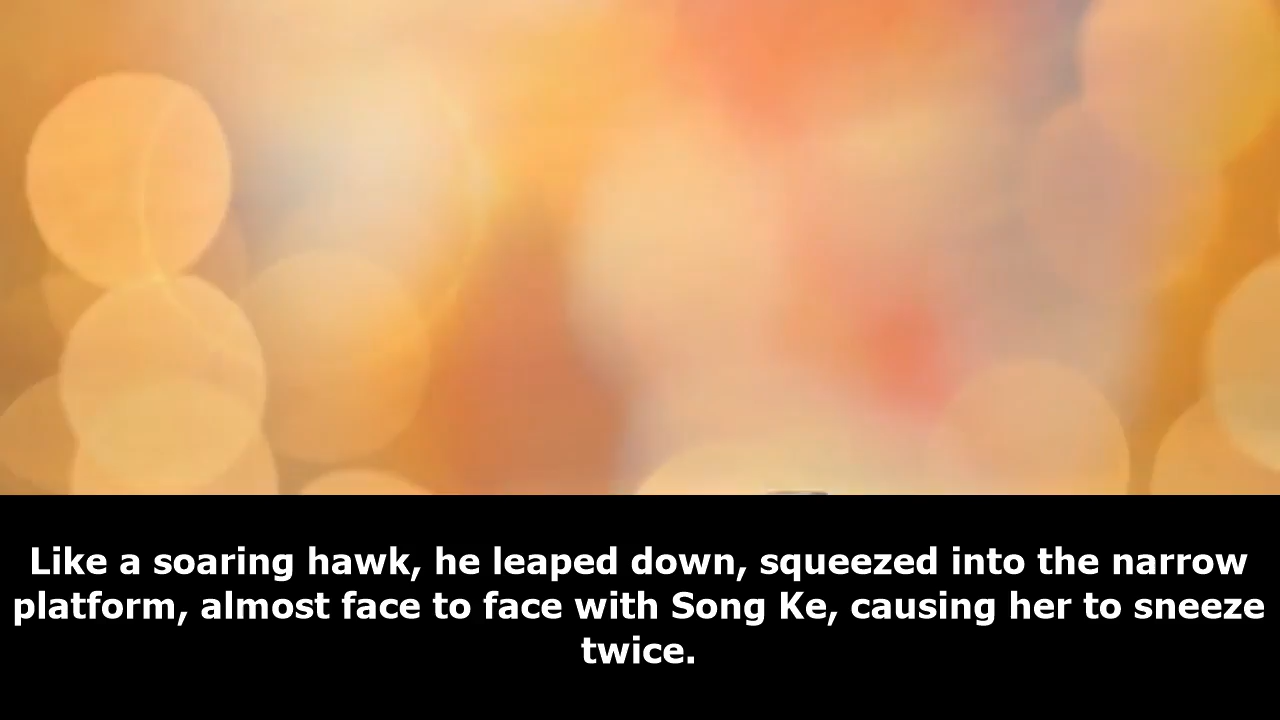 Like a soaring hawk, he leaped down, squeezed into the narrow
platform, almost face to face with Song Ke, causing her to sneeze
twice.